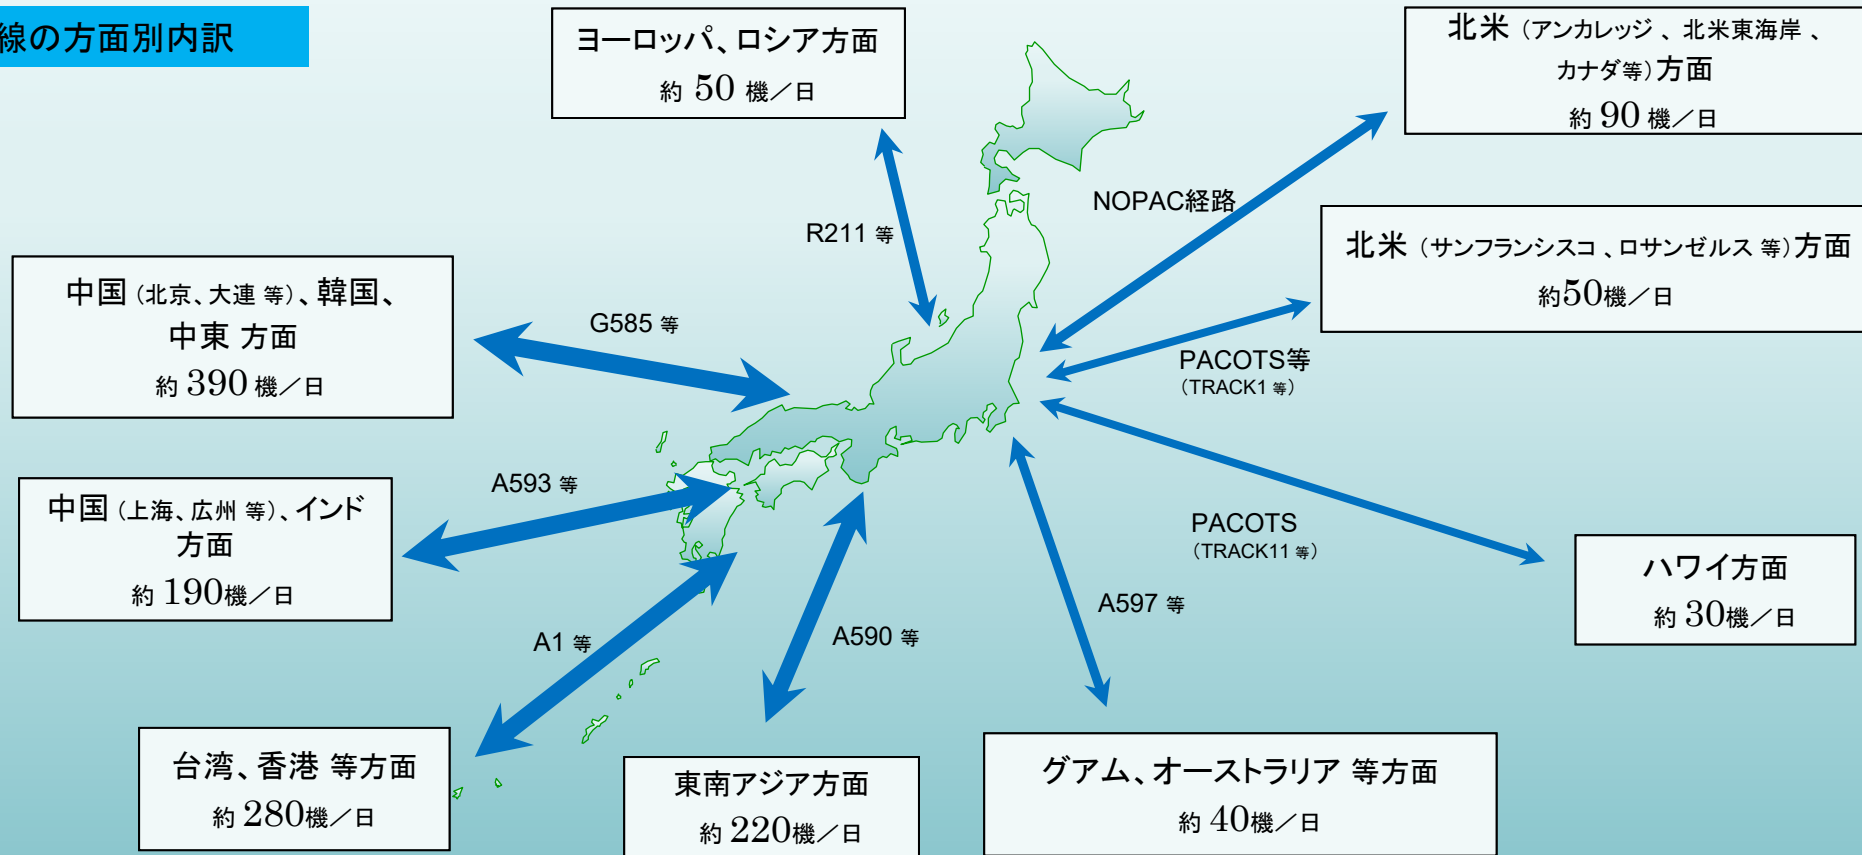 線の方面別内訳
ヨーロッパ、ロシア方面
約 50 機／日
北米（アンカレッジ、北米東海岸、
カナダ等）方面
約 90 機／日
NOPAC経路
R211 等
北米（サンフランシスコ、ロサンゼルス 等）方面
約50機／日
中国（北京、大連 等）、韓国、
中東 方面
約 390 機／日
G585 等
PACOTS等
（TRACK1 等）
A593 等
中国（上海、広州 等）、インド
方面
約 190機／日
PACOTS
（TRACK11 等）
ハワイ方面
約 30機／日
A597 等
A590 等
A1 等
台湾、香港 等方面
約 280機／日
東南アジア方面
約 220機／日
グアム、オーストラリア 等方面
約 40機／日